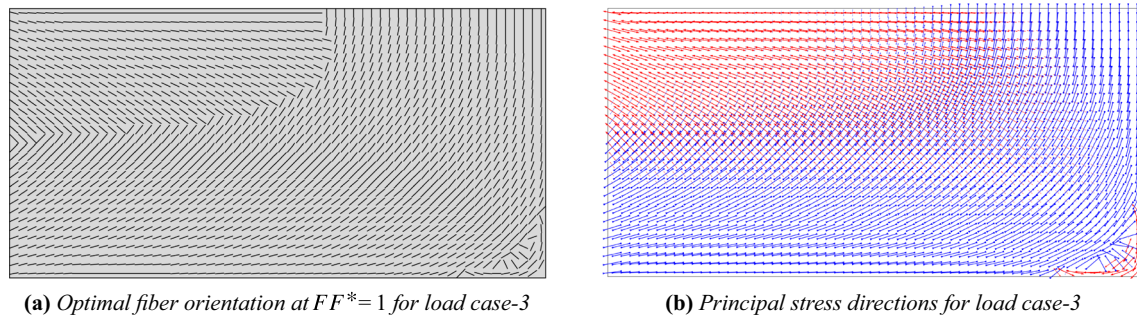 (a) Optimal fiber orientation at FF*= 1 for load case-3
(b) Principal stress directions for load case-3